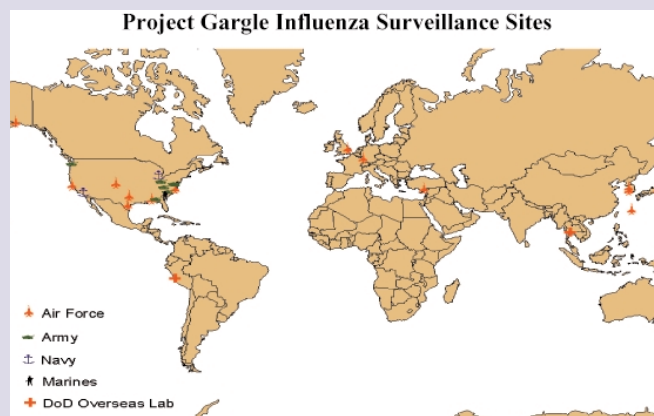 Project Gargle Influenza Surveillance Sites
Air Force
Army
Navy
Marines
DoD Overseas Lab